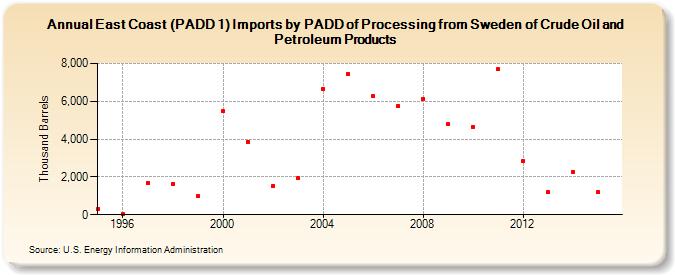 Annual East Coast (PADD 1) Imports by PADD of Processing from Sweden of Crude Oil and
Petroleum Products
Thousand Barrels
8,000
6,000
4,000
2,000
0
1996
2000
2004
2008
2012
Source: U.S. Energy Information Administration